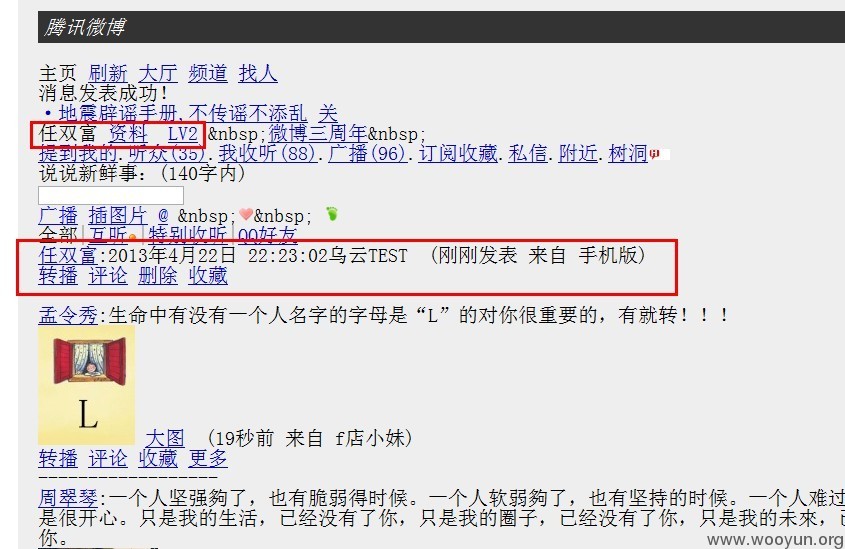 腾讯微博
主页 刷新 大厅 频道 找人
消息发表成功!
·地震辟谣手册,不传谣不添乱 关
任双富 资料 LV2 &nbsp;微博三周年&nbsp;
提到我的.听众(35).我收听(88).广播(96).订阅收藏.私信.附近.树洞
说说新鲜事: (140字内)
广播 插图片 @ &nbsp; &nbsp;
全部|互听|特别收听|QQ好友
任双富:2013年4月22日 22:23:02乌云TEST (刚刚发表 来自 手机版)
转播 评论 删除 收藏
孟令秀:生命中有没有一个人名字的字母是“L”的对你很重要的,有就转!!!
L
大图 (19秒前 来自 f店小妹)
转播 评论 收藏 更多
------------------
周翠琴:一个人坚强夠了,也有脆弱得时候。一个人软弱夠了,也有坚持的时候。一个人难过
是很开心。只是我的生活,已经没有了你,只是我的圈子,已经没有你,只是我的未來,已
你。
www.wooyun.org